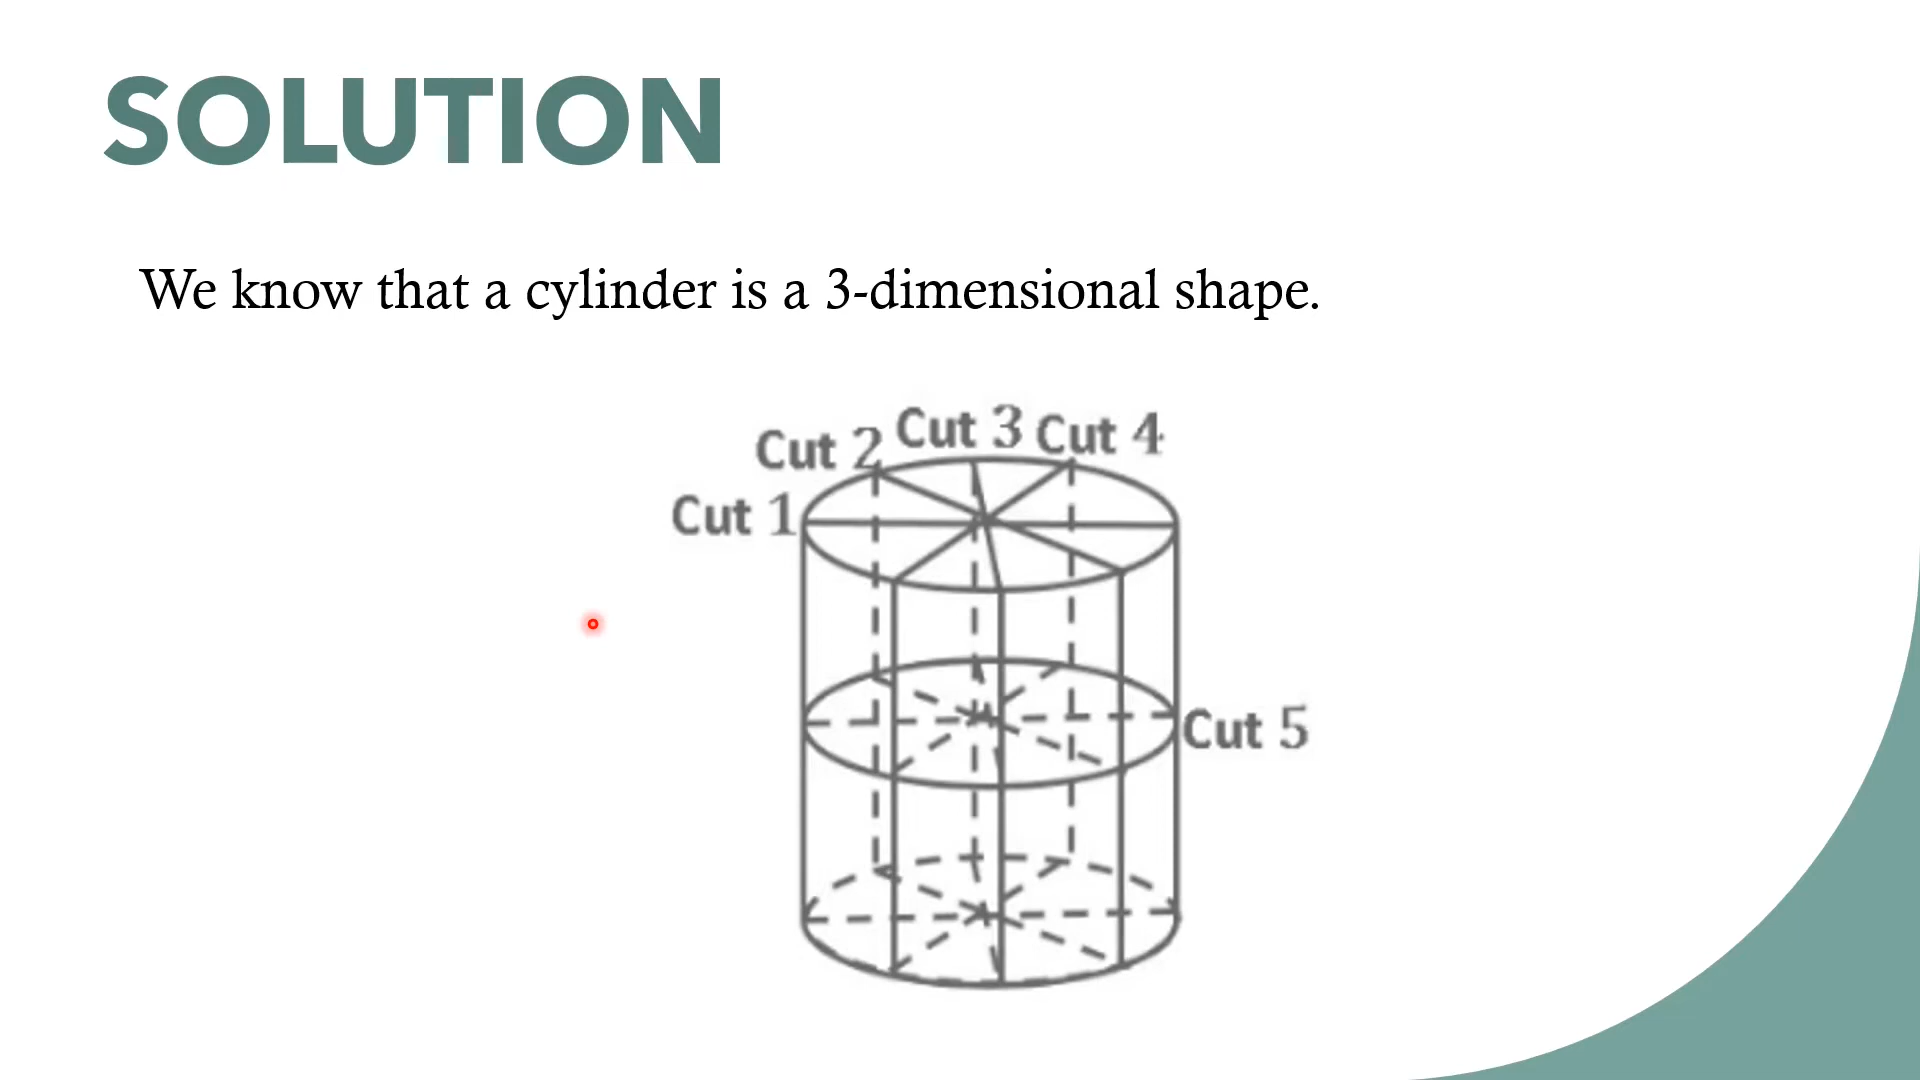 SOLUTION
We know that a cylinder is a 3-dimensional shape.
Cut 2 Cut 3 Cut 4
Cut 1
Cut 5